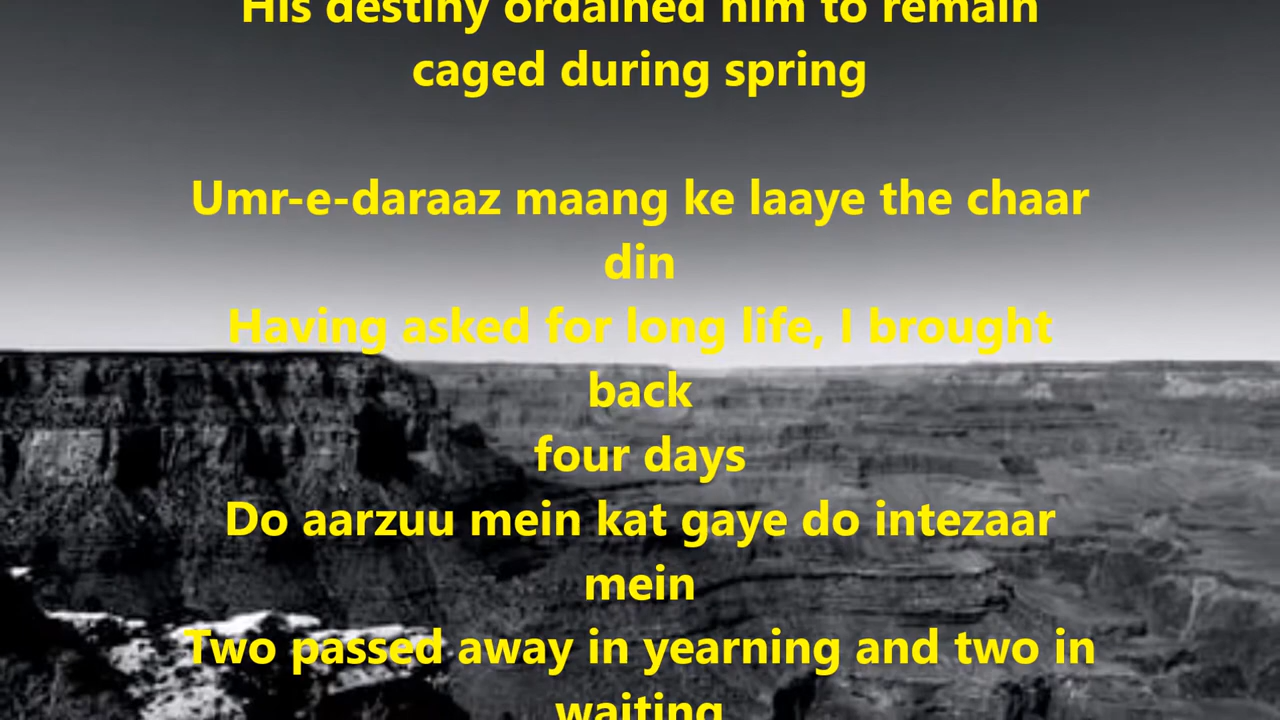 His destiny ordained him to remain
caged during spring
Umr-e-daraaz maang ke laaye the chaar
din
Having asked for long life, I brought
back
four days
Do aarzuu mein kat gaye do intezaar
mein
Two passed away in yearning and two in
waiting